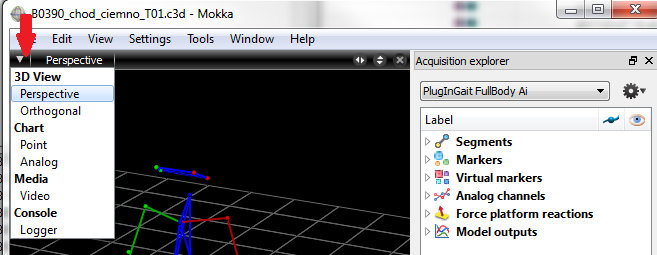 B0390_chod_ciemno_T01.c3d - Mokka
Edit View Settings Tools Window Help
Perspective
Acquisition explorer
3D View
Perspective
Orthogonal
Chart
Point
Analog
Media
Video
Console
Logger
PlugInGait FullBody Ai
Label
Segments
Markers
Virtual markers
Analog channels
Force platform reactions
Model outputs